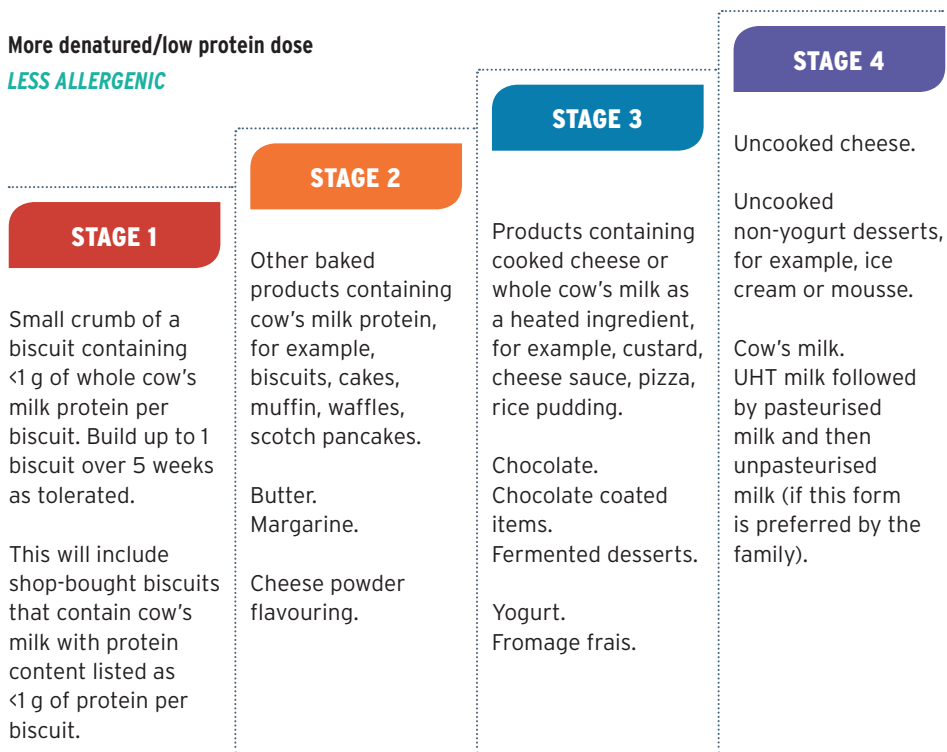 More denatured/low protein dose
LESS ALLERGENIC
STAGE 1
Small crumb of a
biscuit containing
<1 g of whole cow's
milk protein per
biscuit. Build up to 1
biscuit over 5 weeks
as tolerated.
This will include
shop-bought biscuits
that contain cow's
milk with protein
content listed as
<1 g of protein per
biscuit.
STAGE 2
Other baked
products containing
cow's milk protein,
for example,
biscuits, cakes,
muffin, waffles,
scotch pancakes.
Butter.
Margarine.
Cheese powder
flavouring.
STAGE 3
Products containing
cooked cheese or
whole cow's milk as
a heated ingredient,
for example, custard,
cheese sauce, pizza,
rice pudding.
Chocolate.
Chocolate coated
items.
Fermented desserts.
Yogurt.
Fromage frais.
STAGE 4
Uncooked cheese.
Uncooked
non-yogurt desserts,
for example, ice
cream or mousse.
Cow's milk.
UHT milk followed
by pasteurised
milk and then
unpasteurised
milk (if this form
is preferred by the
family).